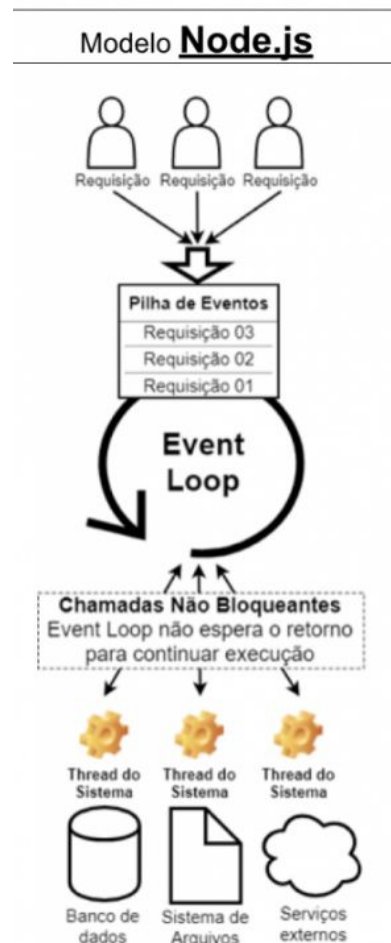 Modelo Node.js
Requisição Requisição Requisição
Pilha de Eventos
Requisição 03
Requisição 02
Requisição 01
Event
Loop
Chamadas Não Bloqueantes
Event Loop não espera o retorno
para continuar execução
Thread do Thread do Thread do
Sistema Sistema Sistema
Banco de Sistema de Serviços
dados Arquivos externos